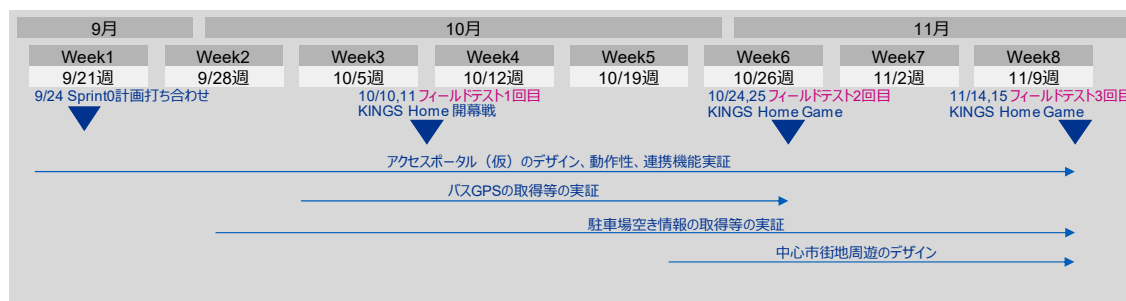 9月 10月 11月
Week1 Week2 Week3 Week4 Week5 Week6 Week7 Week8
9/21週 9/28週 10/5週 10/12週 10/19週 10/26週 11/2週 11/9週
9/24 Sprint0計画打ち合わせ
10/10,11 フィールドテスト1回目
KINGS Home 開幕戦
10/24,25 フィールドテスト2回目
KINGS Home Game
11/14,15 フィールドテスト3回目
KINGS Home Game
アクセスポータル（仮）のデザイン、動作性、連携機能実証
バスGPSの取得等の実証
駐車場空き情報の取得等の実証
中心市街地周遊のデザイン